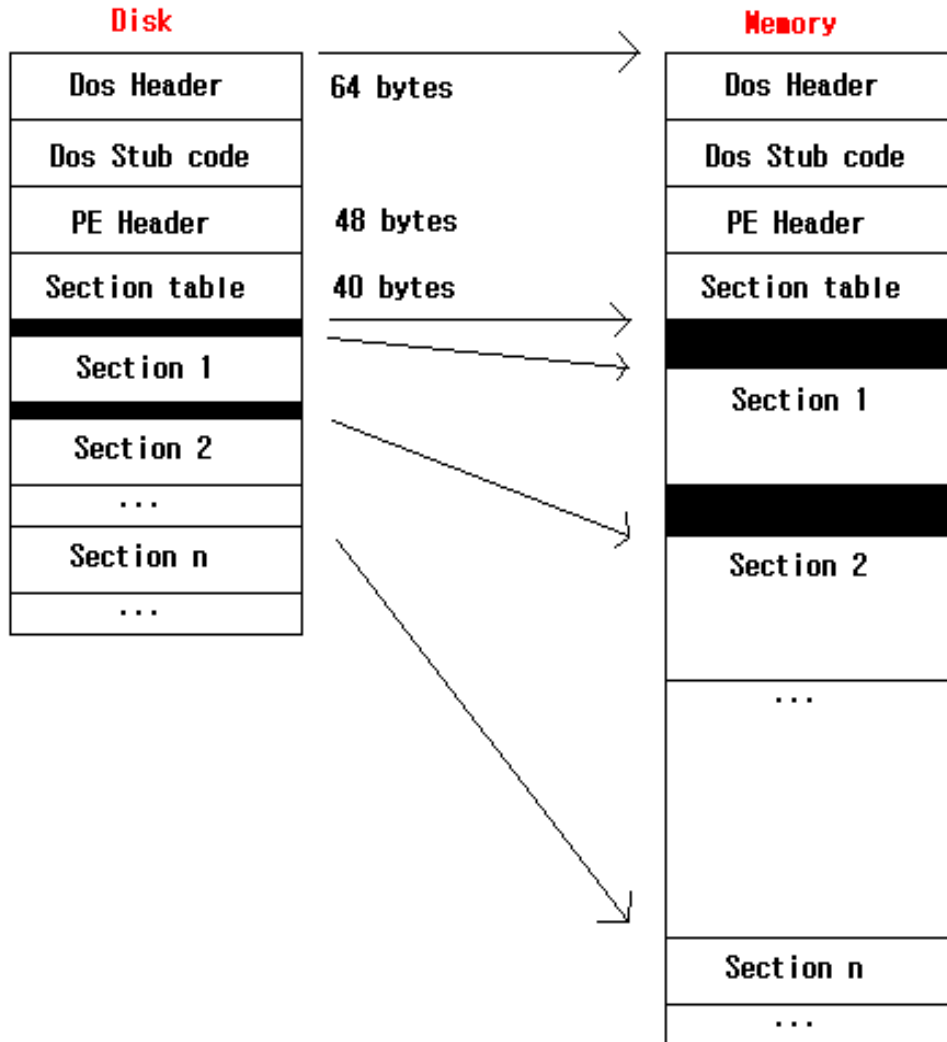 Disk
Memory
Dos Header
64 bytes
Dos Header
Dos Stub code
Dos Stub code
PE Header
48 bytes
PE Header
Section table
40 bytes
Section table
Section 1
Section 1
Section 2
...
Section n
Section 2
...
...
Section n
...